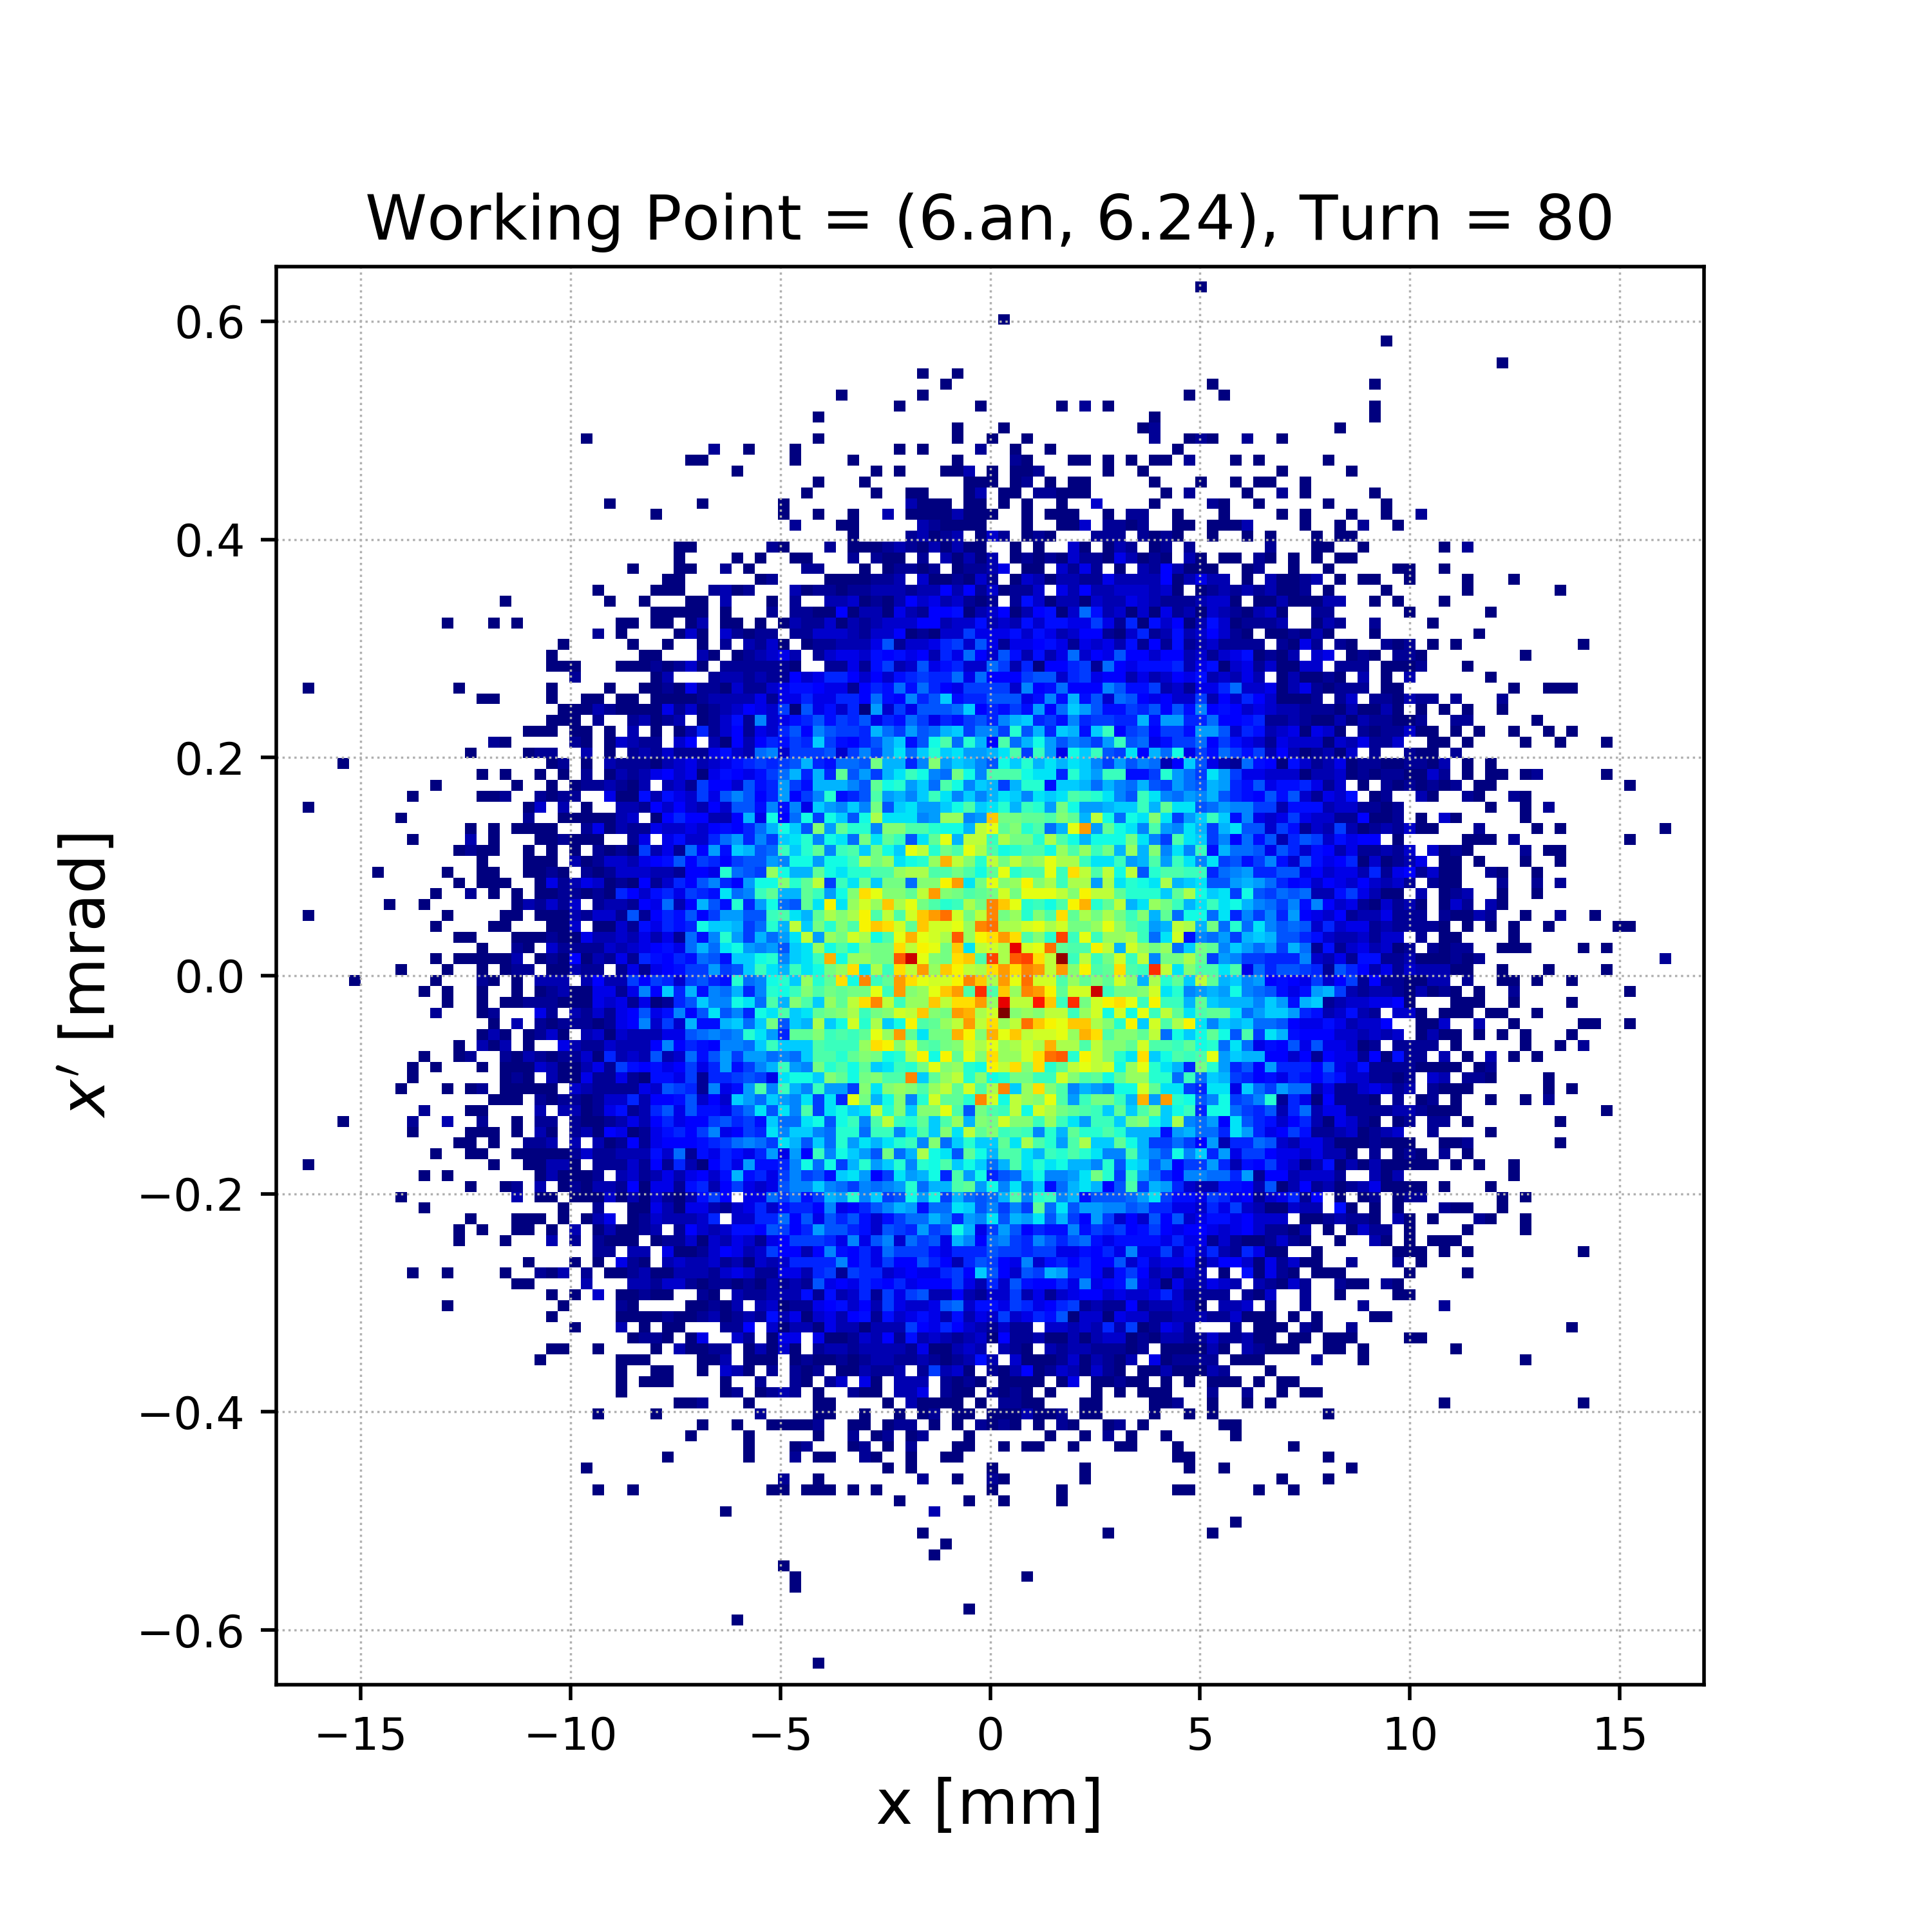 Working Point = (6.an, 6.24), Turn = 80
0.6
0.4
0.2
0.0
−0.2
−0.4
−0.6
x′ [mrad]
−15 −10 −5 0 5 10 15
x [mm]